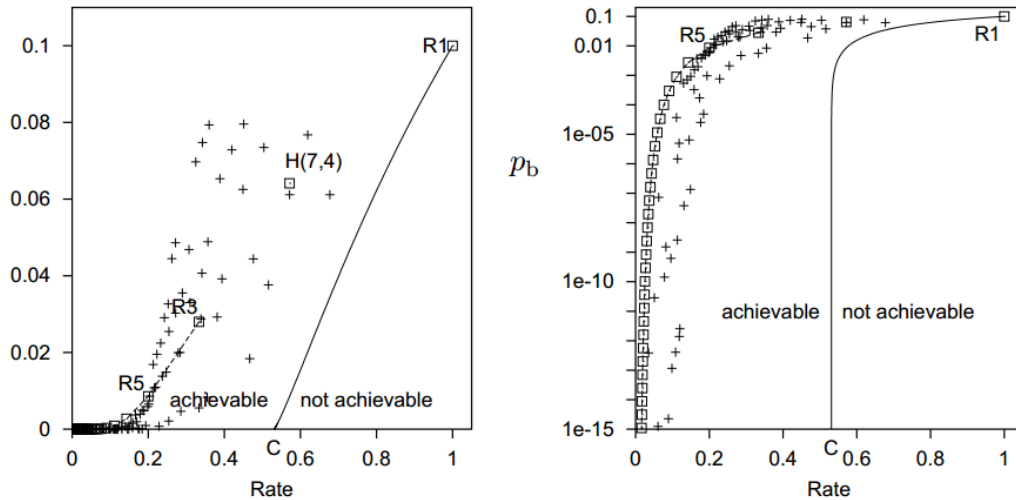 0.1
0.08
0.06
0.04
0.02
0
R1
H(7,4)
R3
R5
achievable
not achievable
0
0.2
0.4
C
0.6
0.8
1
Rate
p_b
0.1
0.01
1e-05
1e-10
1e-15
R5
R1
achievable
not achievable
0
0.2
0.4
C
0.6
0.8
1
Rate